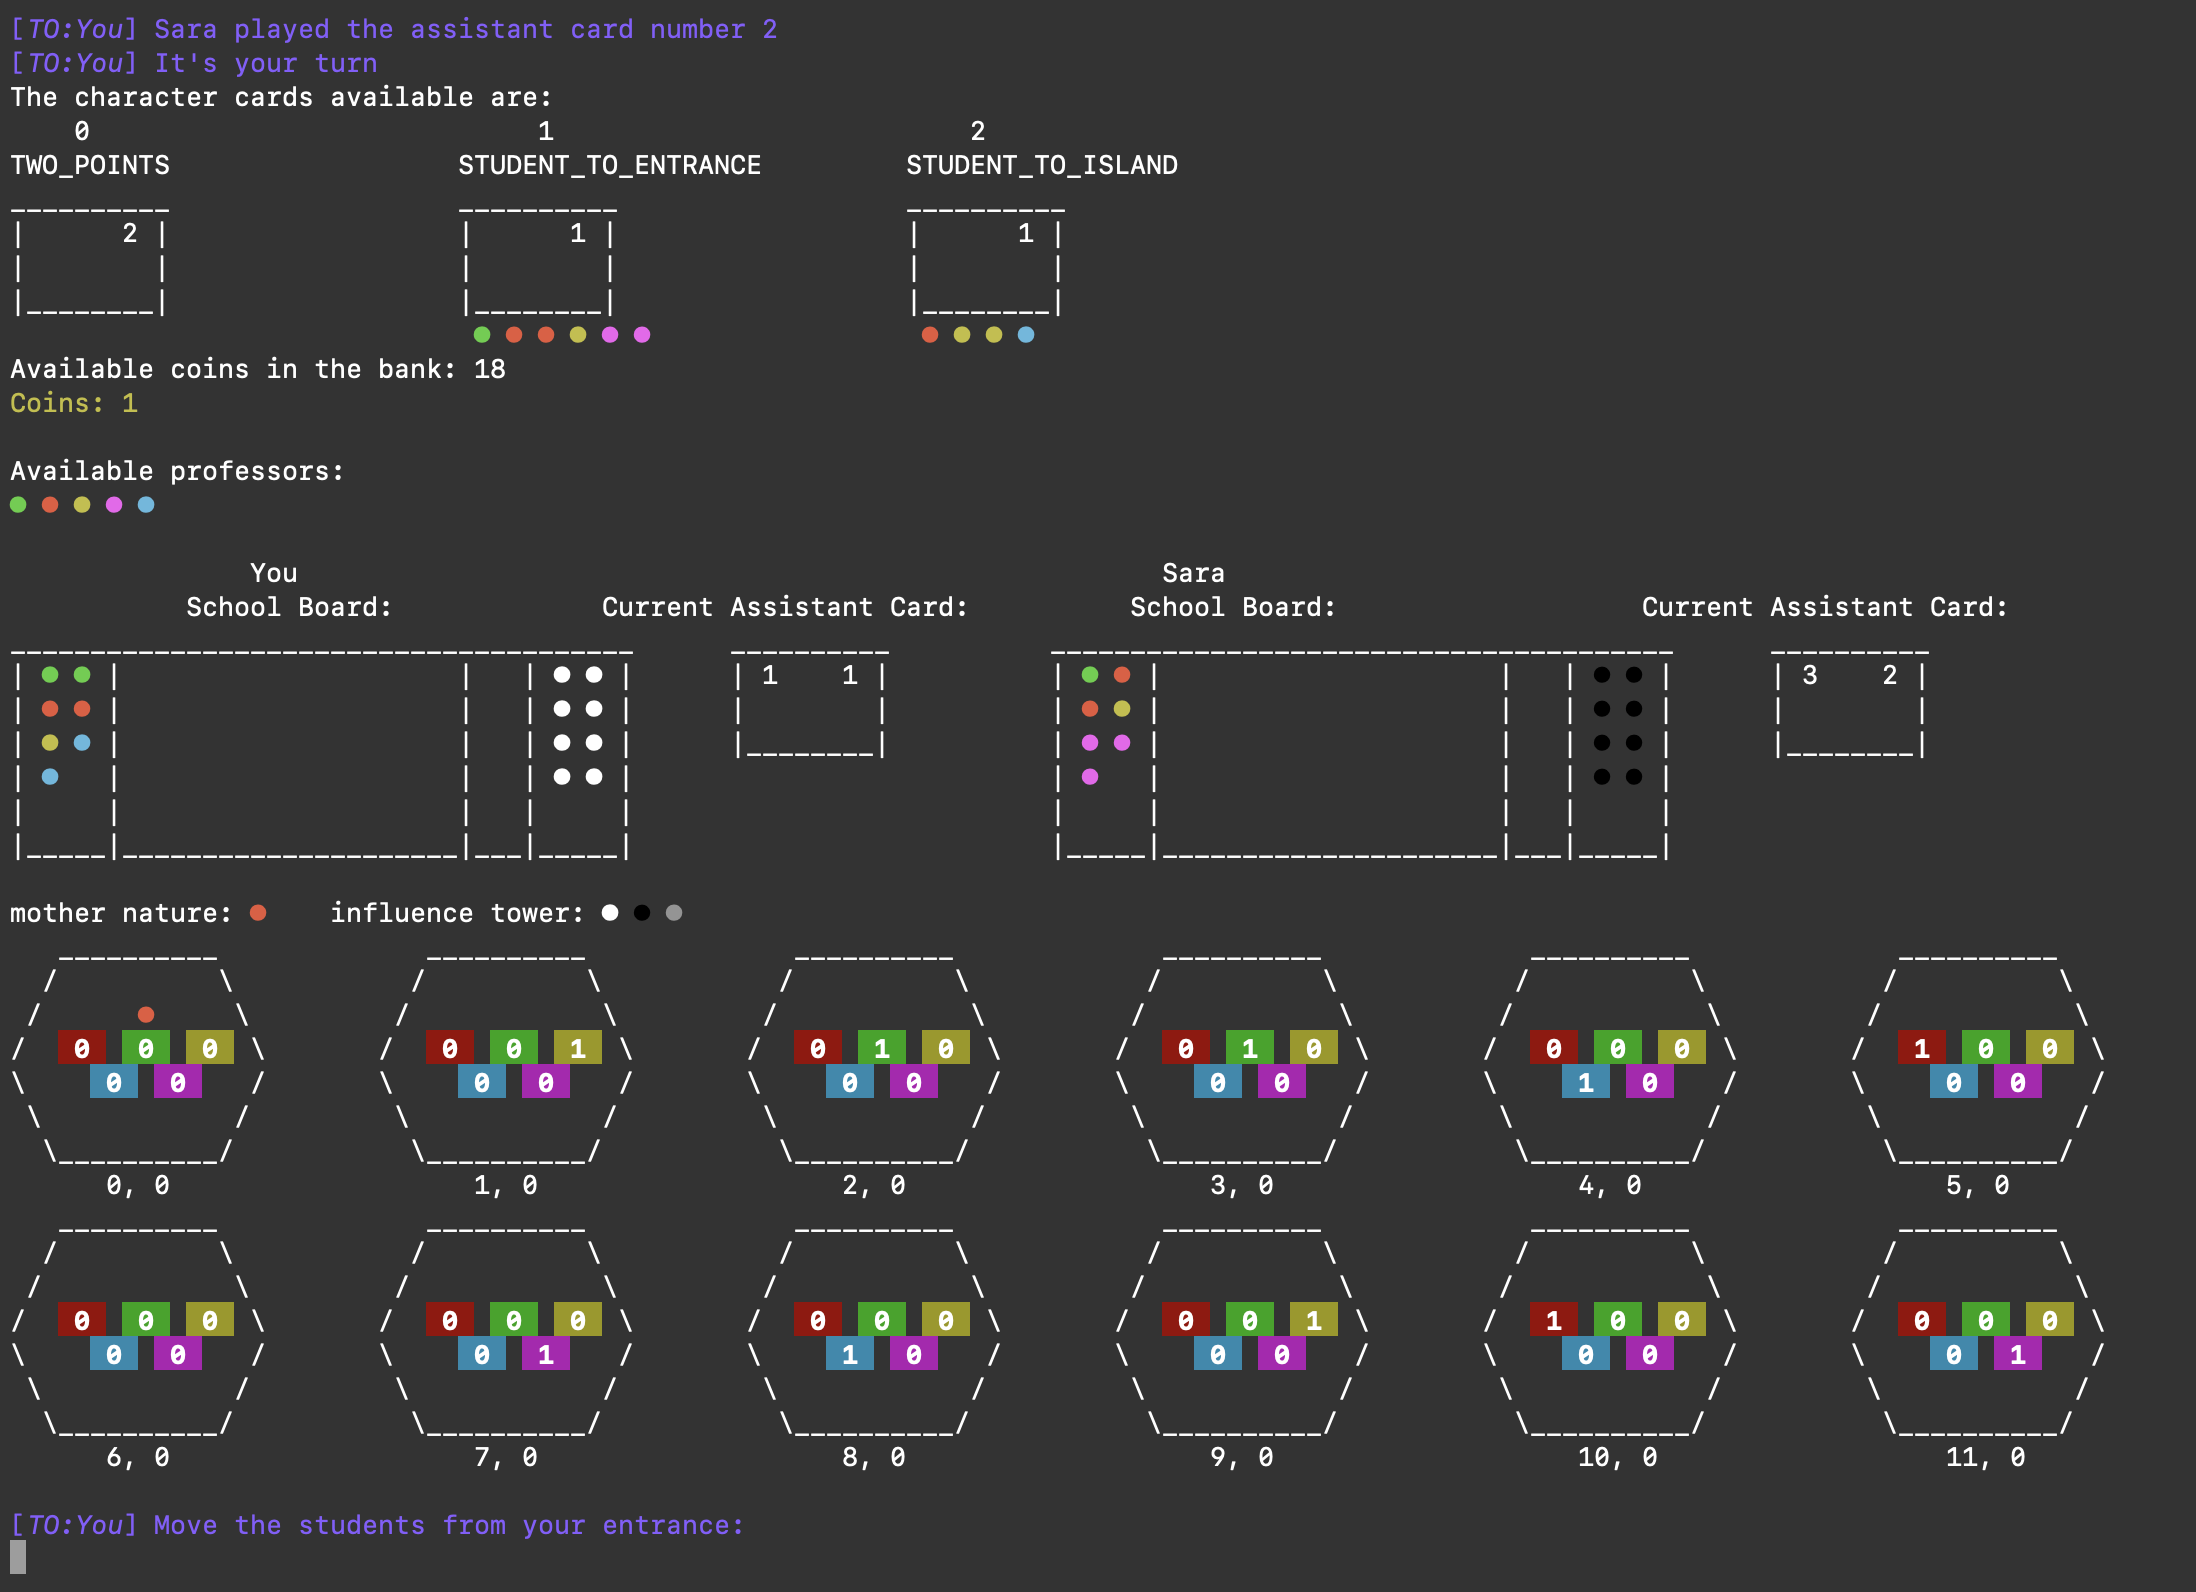 [TO:You] Sara played the assistant card number 2
[TO:You] It's your turn
The character cards available are:
0 1 2
TWO_POINTS STUDENT_TO_ENTRANCE STUDENT_TO_ISLAND
2 1 1
Available coins in the bank: 18
Coins: 1
Available professors:
You Sara
School Board: Current Assistant Card: School Board: Current Assistant Card:
1 1 3 2
mother nature: influence tower:
0 0 0 0 0 1 0 1 0 0 1 0 0 0 0 1 0 0
0 0 0 0 0 0 0 0 1 0 0 0
0, 0 1, 0 2, 0 3, 0 4, 0 5, 0
0 0 0 0 0 0 0 0 0 0 0 1 1 0 0 0 0 0
0 0 0 1 1 0 0 0 0 0 0 1
6, 0 7, 0 8, 0 9, 0 10, 0 11, 0
[TO:You] Move the students from your entrance: